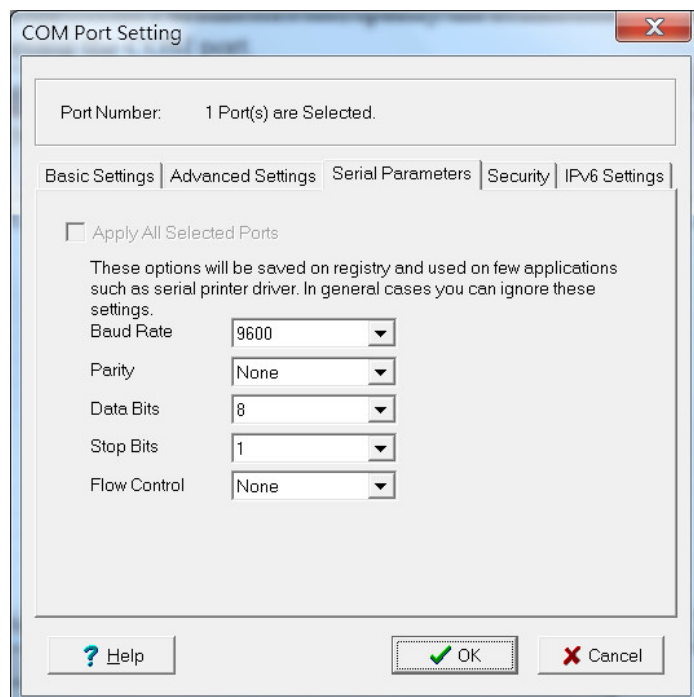 COM Port Setting
Port Number: 1 Port(s) are Selected.
Basic Settings Advanced Settings Serial Parameters Security IPv6 Settings
Apply All Selected Ports
These options will be saved on registry and used on few applications
such as serial printer driver. In general cases you can ignore these
settings.
Baud Rate 9600
Parity None
Data Bits 8
Stop Bits 1
Flow Control None
? Help OK Cancel